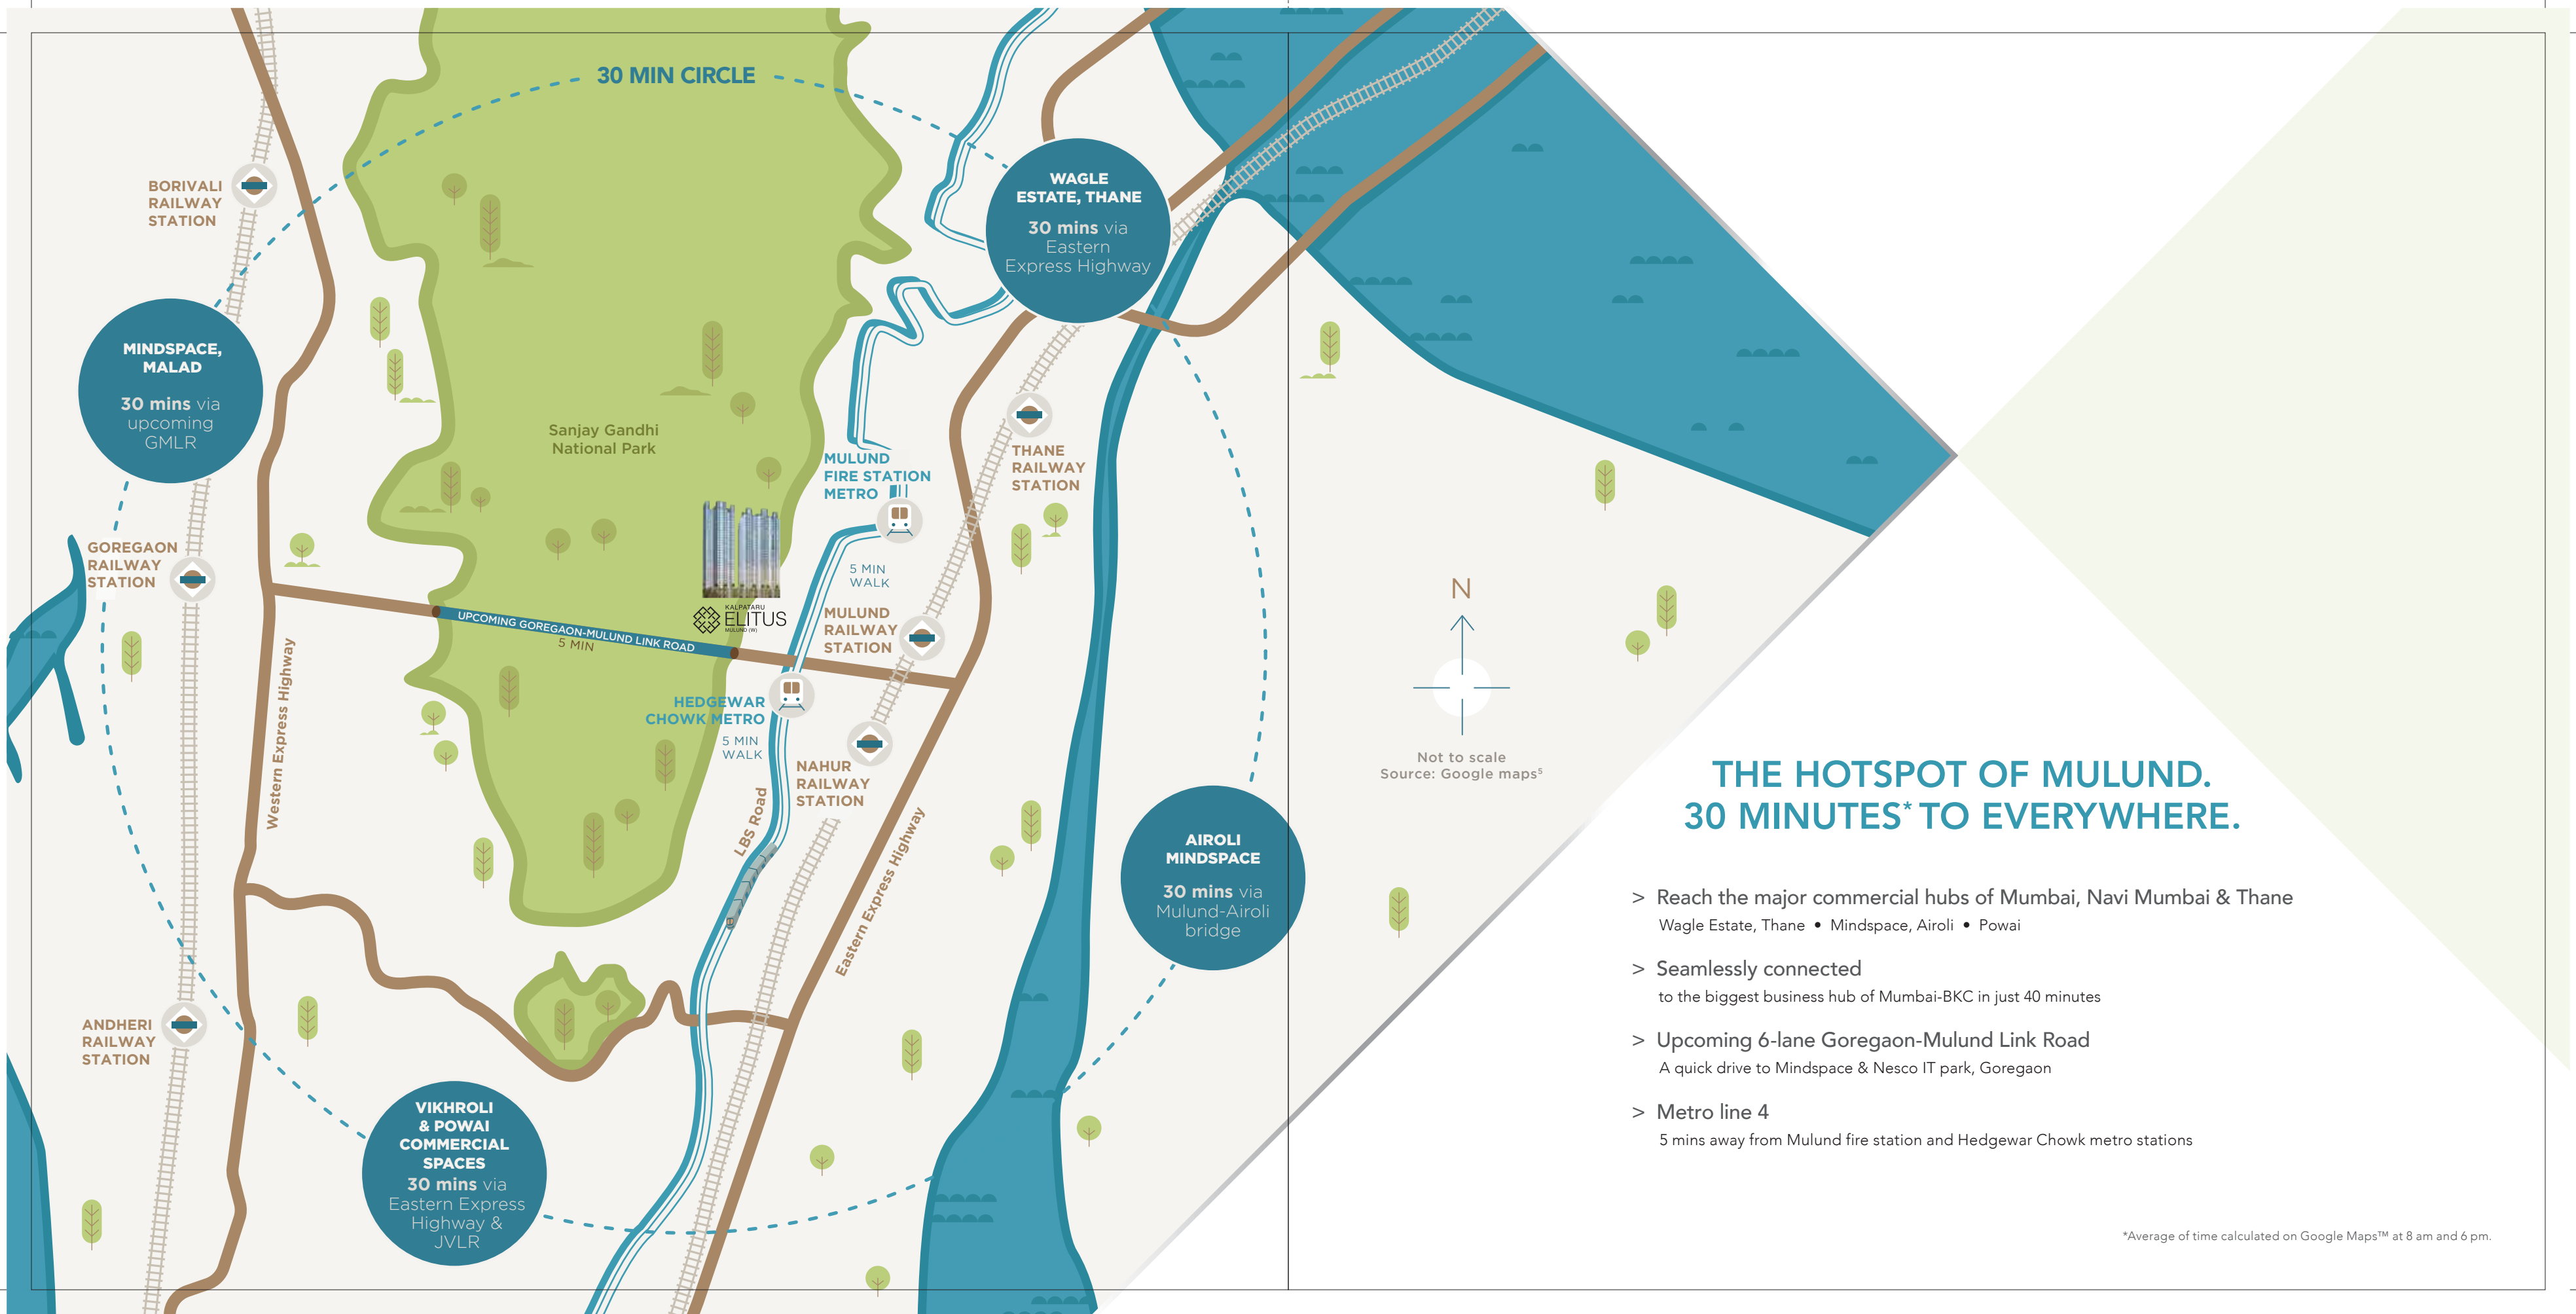 30 MIN CIRCLE
WAGLE
ESTATE, THANE
30 mins via
Eastern
Express Highway
BORIVALI
RAILWAY
STATION
MINDSPACE,
MALAD
30 mins via
upcoming
GMLR
Sanjay Gandhi
National Park
MULUND
FIRE STATION
METRO
THANE
RAILWAY
STATION
GOREGAON
RAILWAY
STATION
5 MIN
WALK
KALPATARU
ELITUS
MULUND (W)
UPCOMING GOREGAON-MULUND LINK ROAD
5 MIN
MULUND
RAILWAY
STATION
Western Express Highway
HEDGEWAR
CHOWK METRO
5 MIN
WALK
NAHUR
RAILWAY
STATION
LBS Road
Eastern Express Highway
AIROLI
MINDSPACE
30 mins via
Mulund-Airoli
bridge
ANDHERI
RAILWAY
STATION
VIKHROLI
& POWAI
COMMERCIAL
SPACES
30 mins via
Eastern Express
Highway &
JVLR
N
Not to scale
Source: Google maps⁵
THE HOTSPOT OF MULUND.
30 MINUTES* TO EVERYWHERE.
> Reach the major commercial hubs of Mumbai, Navi Mumbai & Thane
Wagle Estate, Thane • Mindspace, Airoli • Powai
> Seamlessly connected
to the biggest business hub of Mumbai-BKC in just 40 minutes
> Upcoming 6-lane Goregaon-Mulund Link Road
A quick drive to Mindspace & Nesco IT park, Goregaon
> Metro line 4
5 mins away from Mulund fire station and Hedgewar Chowk metro stations
*Average of time calculated on Google Maps™ at 8 am and 6 pm.